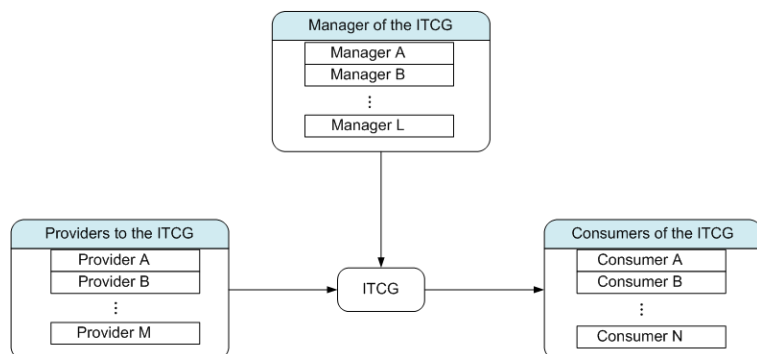 Manager of the ITCG
Manager A
Manager B
⋮
Manager L
Providers to the ITCG
Provider A
Provider B
⋮
Provider M
ITCG
Consumers of the ITCG
Consumer A
Consumer B
⋮
Consumer N